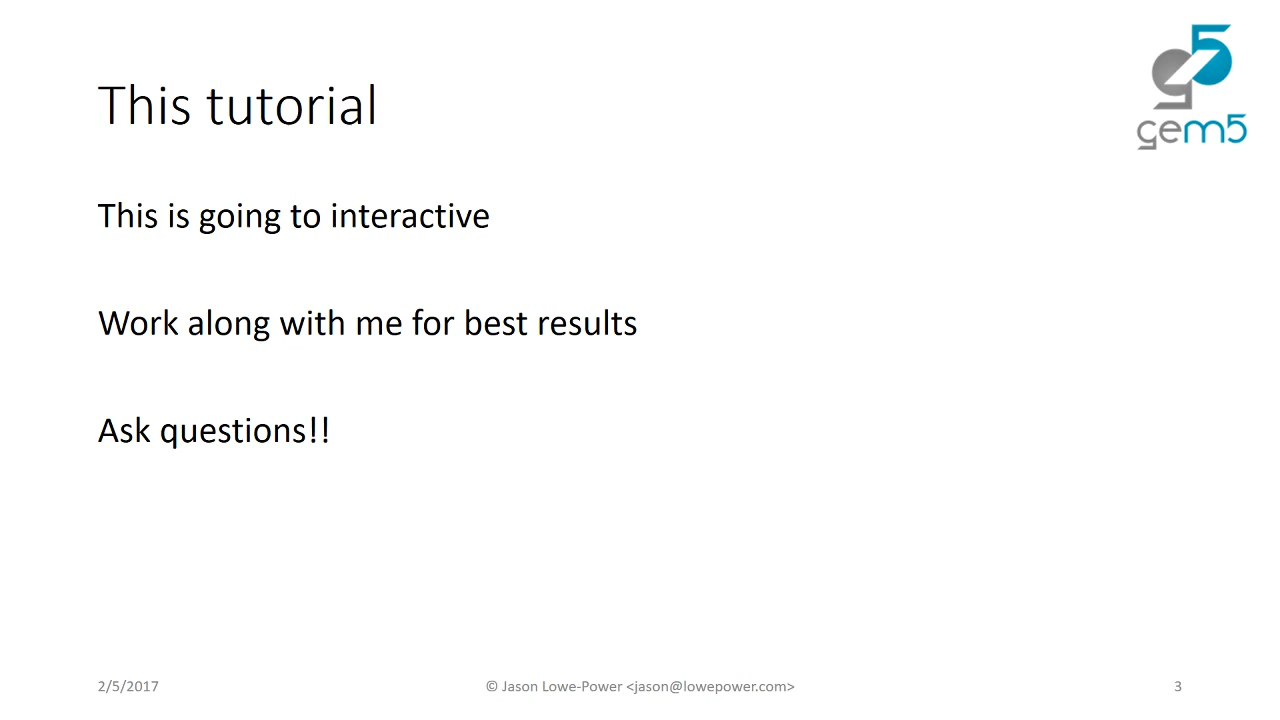 This tutorial
gem5
This is going to interactive
Work along with me for best results
Ask questions!!
2/5/2017
© Jason Lowe-Power <jason@lowepower.com>
3